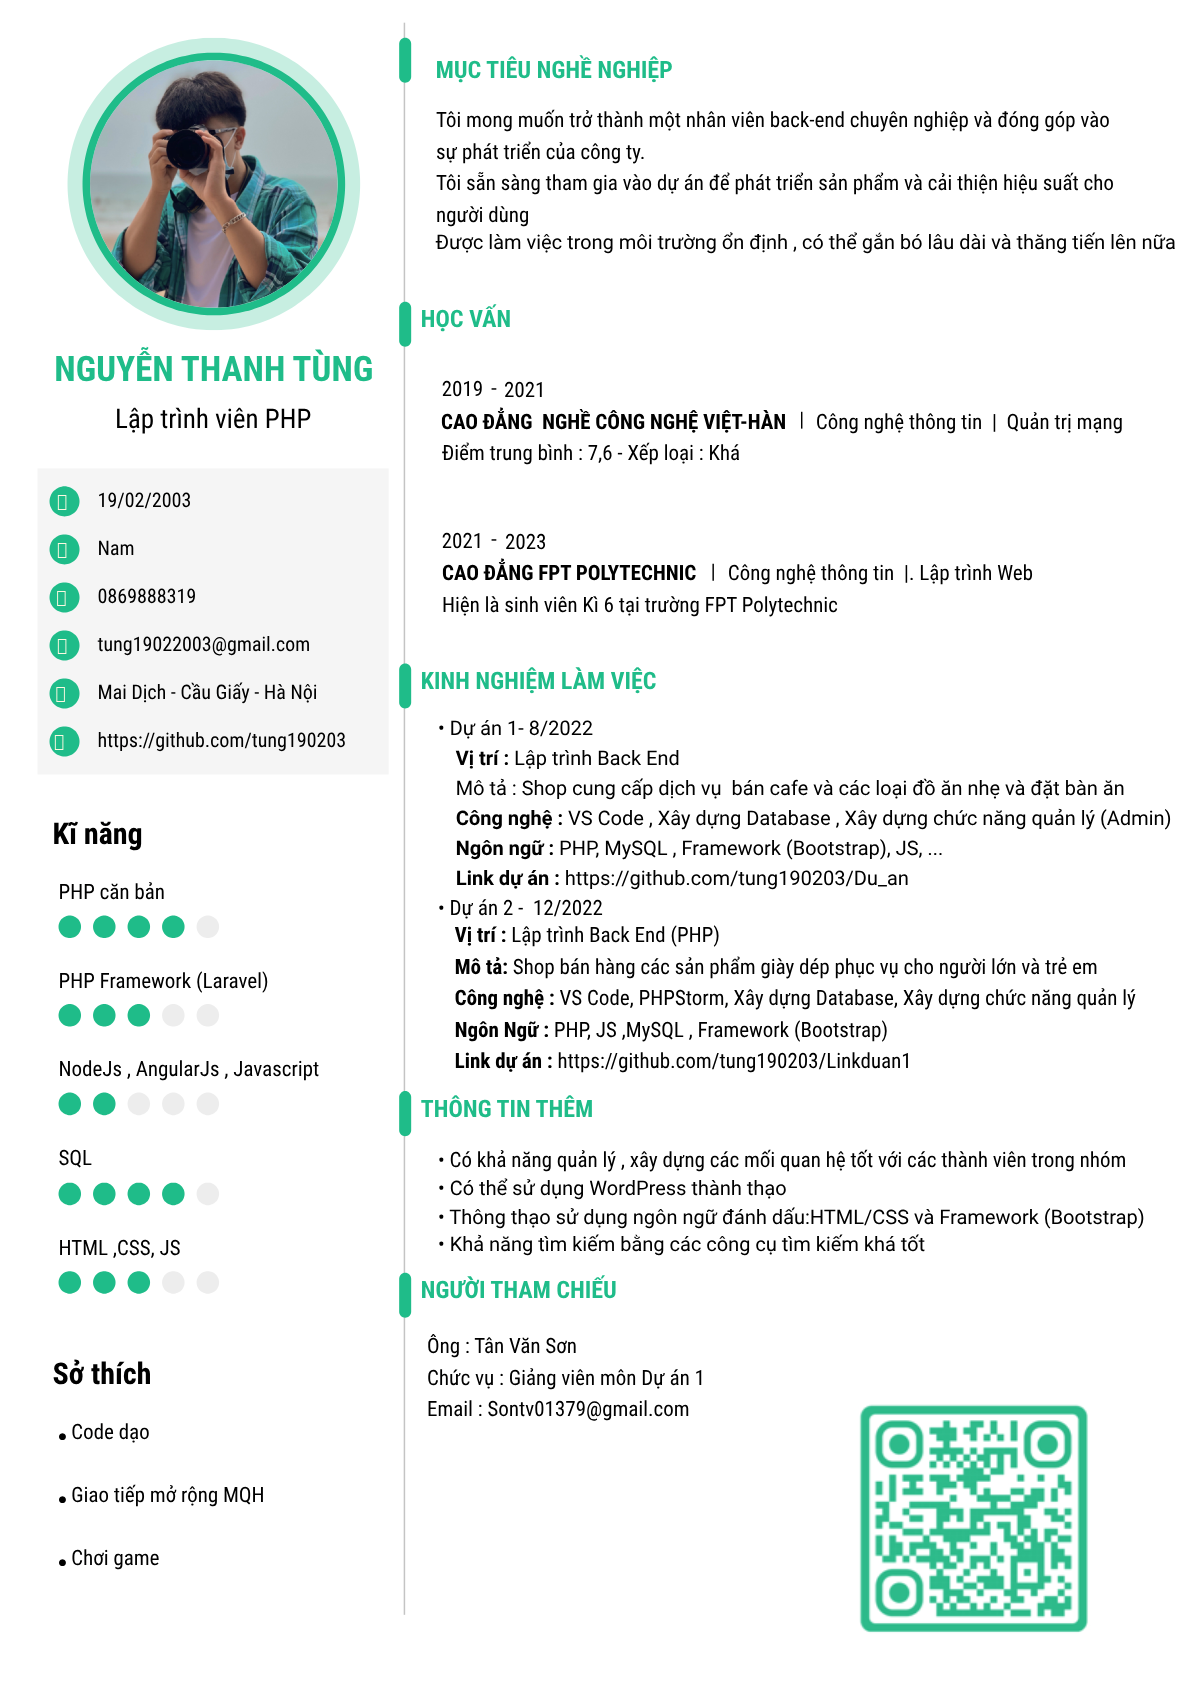 NGUYỄN THANH TÙNG
Lập trình viên PHP
19/02/2003
Nam
0869888319
tung19022003@gmail.com
Mai Dịch - Cầu Giấy - Hà Nội
https://github.com/tung190203
Kĩ năng
PHP căn bản
PHP Framework (Laravel)
NodeJs , AngularJs , Javascript
SQL
HTML ,CSS, JS
Sở thích
• Code dạo
• Giao tiếp mở rộng MQH
• Chơi game
MỤC TIÊU NGHỀ NGHIỆP
Tôi mong muốn trở thành một nhân viên back-end chuyên nghiệp và đóng góp vào
sự phát triển của công ty.
Tôi sẵn sàng tham gia vào dự án để phát triển sản phẩm và cải thiện hiệu suất cho
người dùng
Được làm việc trong môi trường ổn định , có thể gắn bó lâu dài và thăng tiến lên nữa
HỌC VẤN
2019 - 2021
CAO ĐẲNG  NGHỀ CÔNG NGHỆ VIỆT-HÀN | Công nghệ thông tin | Quản trị mạng
Điểm trung bình : 7,6 - Xếp loại : Khá
2021 - 2023
CAO ĐẲNG FPT POLYTECHNIC | Công nghệ thông tin |. Lập trình Web
Hiện là sinh viên Kì 6 tại trường FPT Polytechnic
KINH NGHIỆM LÀM VIỆC
• Dự án 1- 8/2022
Vị trí : Lập trình Back End
Mô tả : Shop cung cấp dịch vụ  bán cafe và các loại đồ ăn nhẹ và đặt bàn ăn
Công nghệ : VS Code , Xây dựng Database , Xây dựng chức năng quản lý (Admin)
Ngôn ngữ : PHP, MySQL , Framework (Bootstrap), JS, ...
Link dự án : https://github.com/tung190203/Du_an
• Dự án 2 -  12/2022
Vị trí : Lập trình Back End (PHP)
Mô tả: Shop bán hàng các sản phẩm giày dép phục vụ cho người lớn và trẻ em
Công nghệ : VS Code, PHPStorm, Xây dựng Database, Xây dựng chức năng quản lý
Ngôn Ngữ : PHP, JS ,MySQL , Framework (Bootstrap)
Link dự án : https://github.com/tung190203/Linkduan1
THÔNG TIN THÊM
• Có khả năng quản lý , xây dựng các mối quan hệ tốt với các thành viên trong nhóm
• Có thể sử dụng WordPress thành thạo
• Thông thạo sử dụng ngôn ngữ đánh dấu:HTML/CSS và Framework (Bootstrap)
• Khả năng tìm kiếm bằng các công cụ tìm kiếm khá tốt
NGƯỜI THAM CHIẾU
Ông : Tân Văn Sơn
Chức vụ : Giảng viên môn Dự án 1
Email : Sontv01379@gmail.com